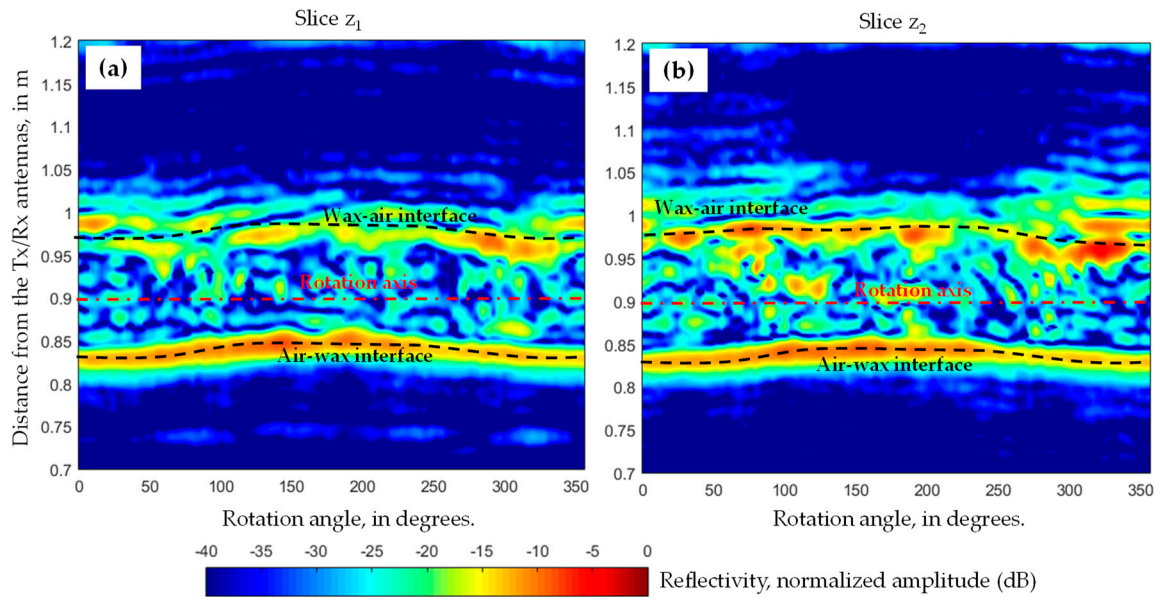 Slice z₁
Slice z₂
Distance from the Tx/Rx antennas, in m
(a)
1.2
1.15
1.1
1.05
1
0.95
0.9
0.85
0.8
0.75
0.7
Wax-air interface
Rotation axis
Air-wax interface
0 50 100 150 200 250 300 350
Rotation angle, in degrees.
(b)
1.2
1.15
1.1
1.05
1
0.95
0.9
0.85
0.8
0.75
0.7
Wax-air interface
Rotation axis
Air-wax interface
0 50 100 150 200 250 300 350
Rotation angle, in degrees.
-40 -35 -30 -25 -20 -15 -10 -5 0
Reflectivity, normalized amplitude (dB)